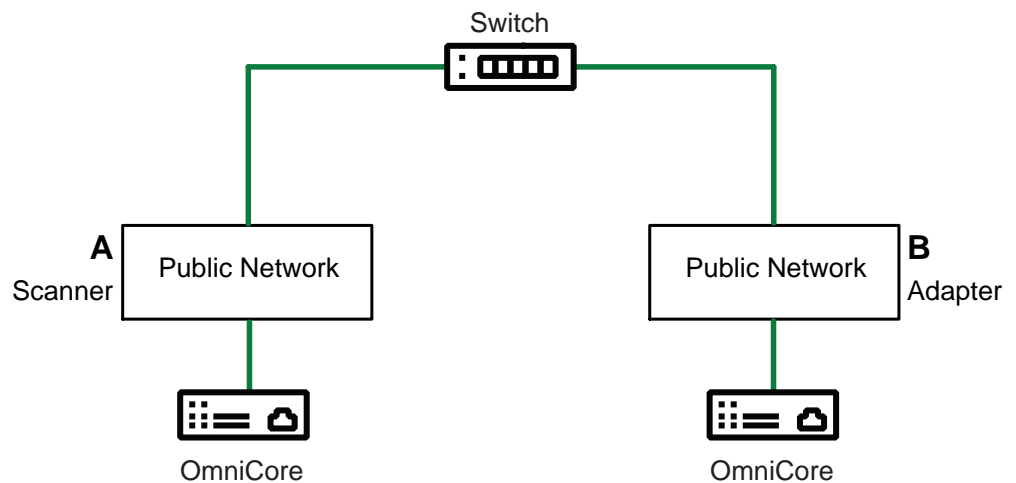 Switch
A
Scanner
Public Network
Public Network
B
Adapter
OmniCore
OmniCore